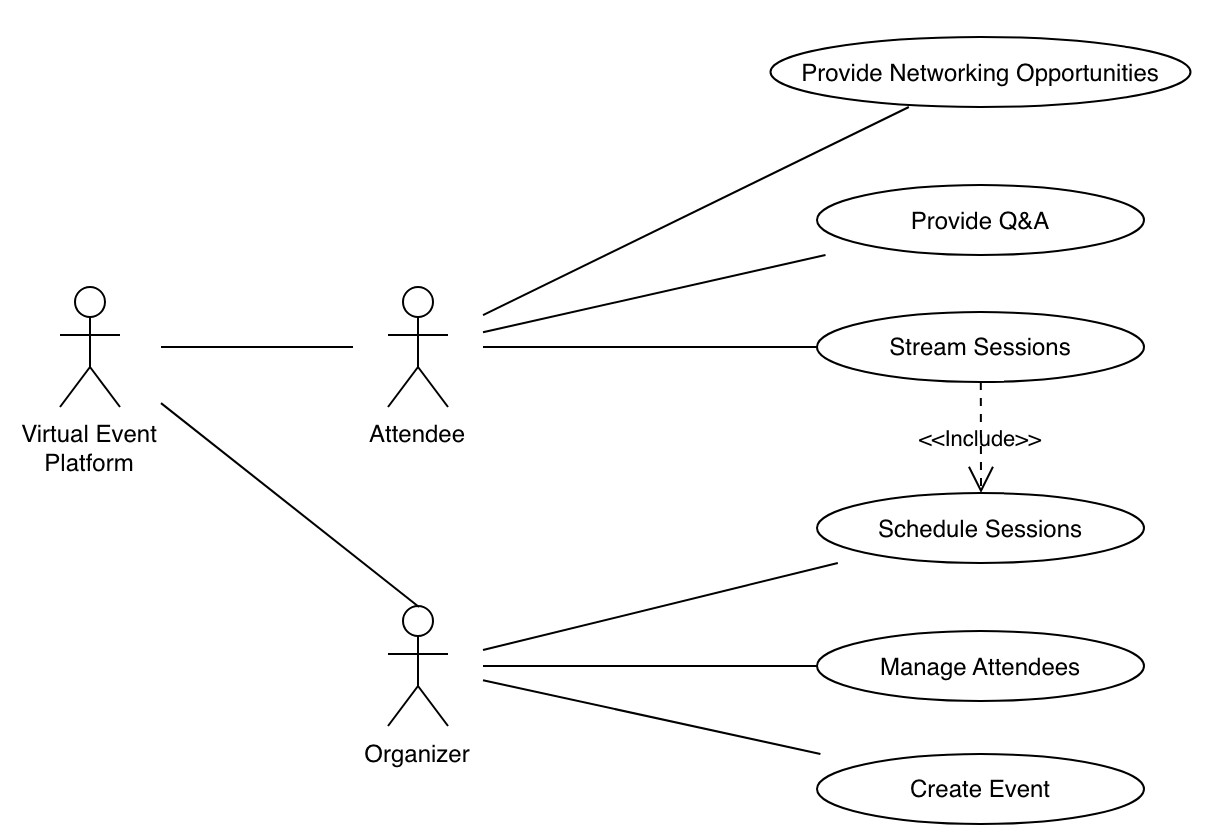 Provide Networking Opportunities
Provide Q&A
Stream Sessions
Virtual Event
Platform
Attendee
<<Include>>
Schedule Sessions
Manage Attendees
Organizer
Create Event